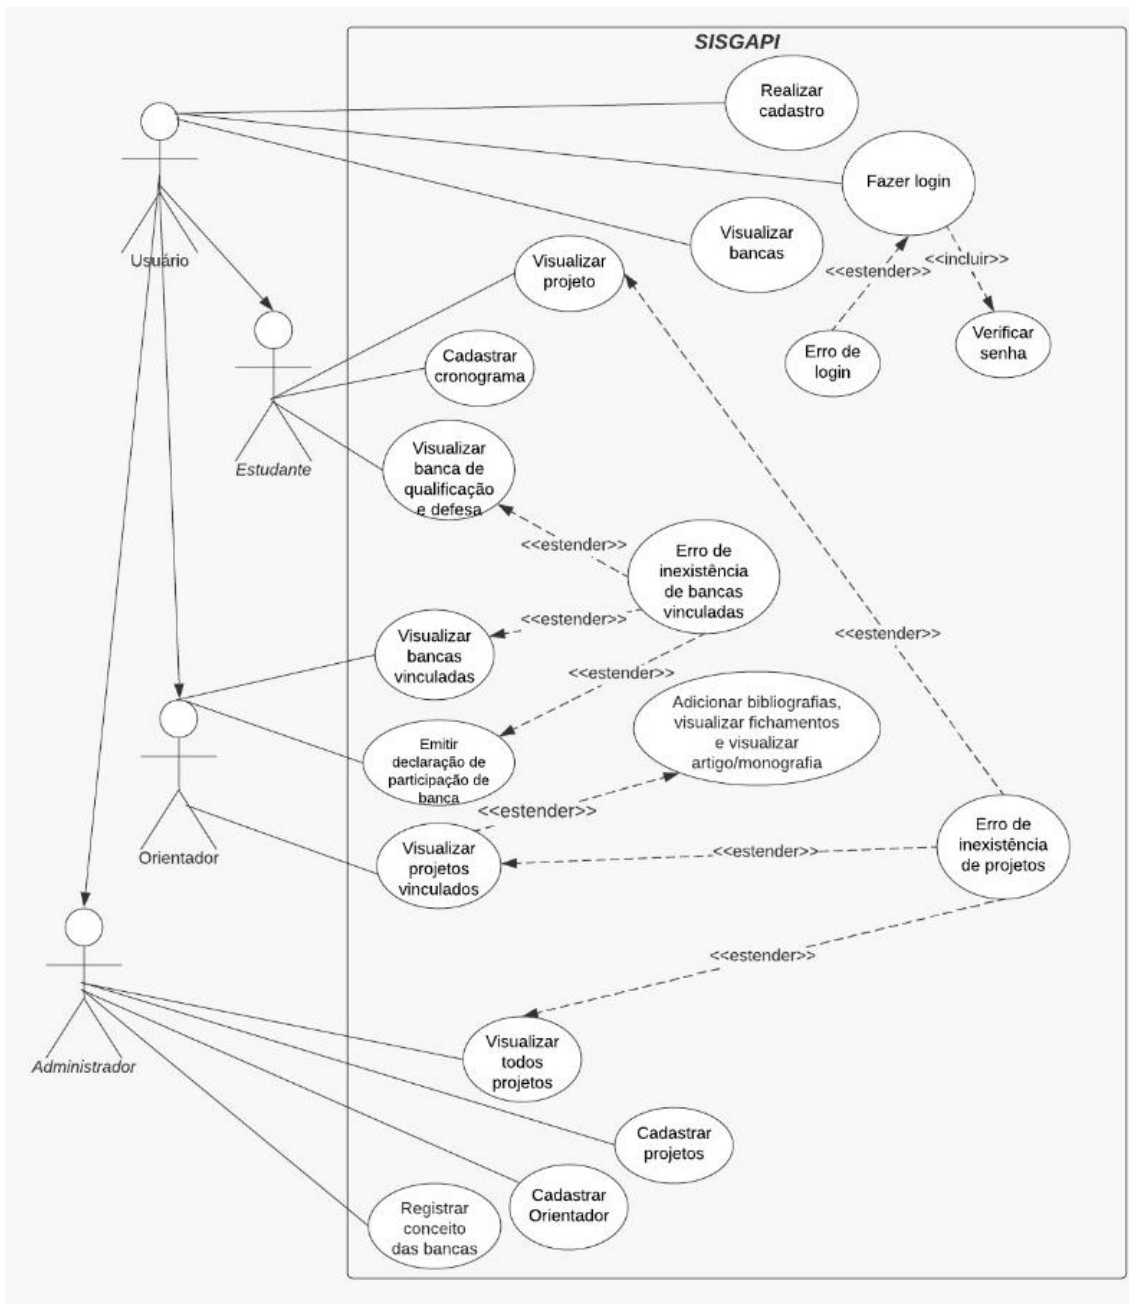 SISGAPI
Realizar
cadastro
Fazer login
Visualizar
bancas
Usuário
Visualizar
projeto
<<estender>>
<<incluir>>
Verificar
senha
Erro de
login
Cadastrar
cronograma
Estudante
Visualizar
banca de
qualificação
e defesa
<<estender>>
Erro de
inexistência
de bancas
vinculadas
<<estender>>
<<estender>>
Visualizar
bancas
vinculadas
<<estender>>
Adicionar bibliografias,
visualizar fichamentos
e visualizar
artigo/monografia
Emitir
declaração de
participação de
banca
<<estender>>
Orientador
Visualizar
projetos
vinculados
<<estender>>
Erro de
inexistência
de projetos
<<estender>>
Administrador
Visualizar
todos
projetos
Cadastrar
projetos
Cadastrar
Orientador
Registrar
conceito
das bancas